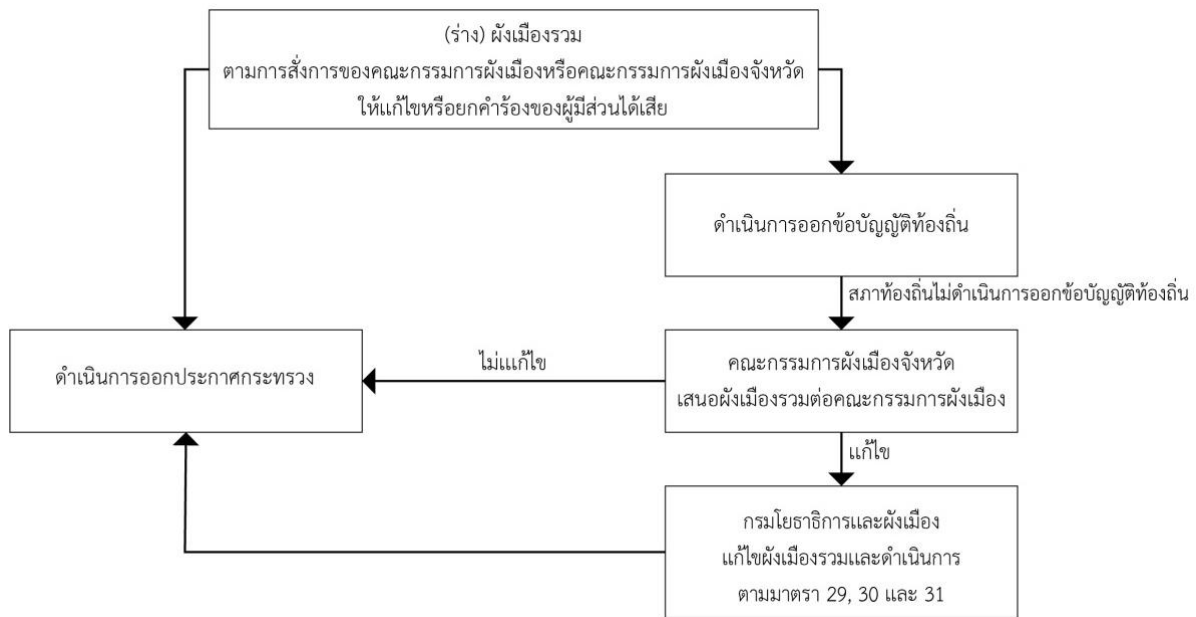 (ร่าง) ผังเมืองรวม
ตามการสั่งการของคณะกรรมการผังเมืองหรือคณะกรรมการผังเมืองจังหวัด
ให้แก้ไขหรือยกคำร้องของผู้มีส่วนได้เสีย
ดำเนินการออกข้อบัญญัติท้องถิ่น
สภาท้องถิ่นไม่ดำเนินการออกข้อบัญญัติท้องถิ่น
ดำเนินการออกประกาศกระทรวง
ไม่แก้ไข
คณะกรรมการผังเมืองจังหวัด
เสนอผังเมืองรวมต่อคณะกรรมการผังเมือง
แก้ไข
กรมโยธาธิการและผังเมือง
แก้ไขผังเมืองรวมและดำเนินการ
ตามมาตรา 29, 30 และ 31